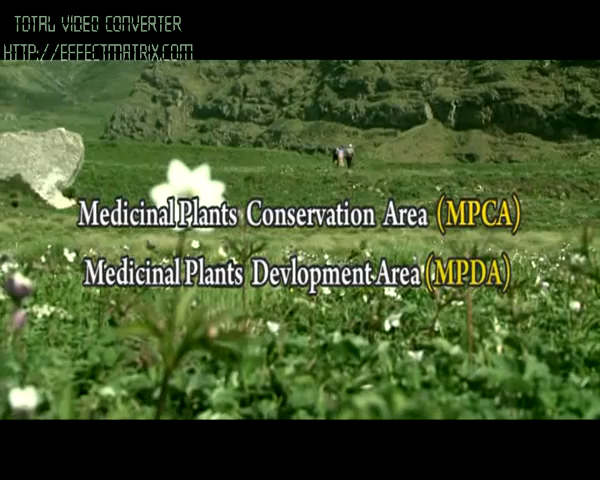 TOTAL VIDEO CONVERTER
HTTP://EFFECTMATRIX.COM
Medicinal Plants Conservation Area (MPCA)
Medicinal Plants Devlopment Area (MPDA)